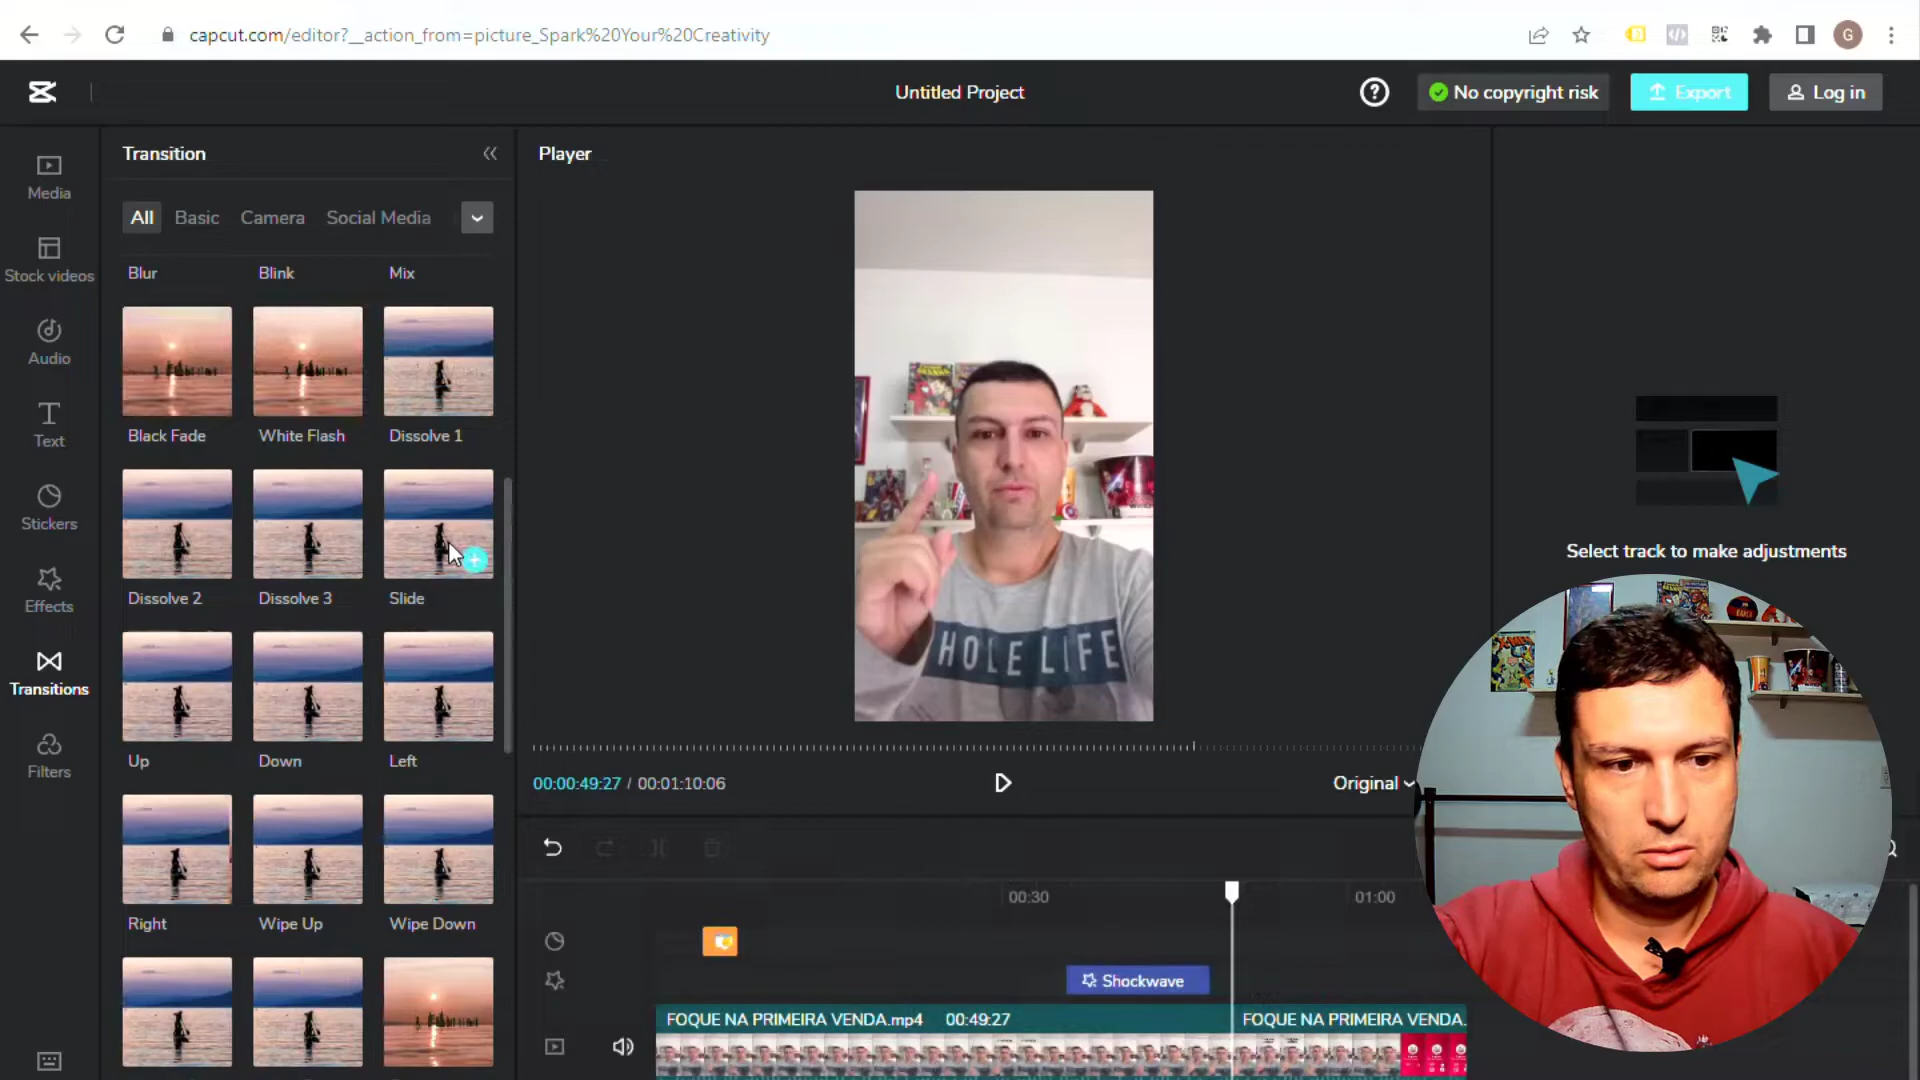 capcut.com/editor?__action_from=picture_Spark%20Your%20Creativity
G
Untitled Project
?
No copyright risk
Export
Log in
Media
Stock videos
Audio
Text
Stickers
Effects
Transitions
Filters
Transition
All Basic Camera Social Media
Blur Blink Mix
Black Fade White Flash Dissolve 1
Dissolve 2 Dissolve 3 Slide
Up Down Left
Right Wipe Up Wipe Down
Player
HOLE LIFE
00:00:49:27 / 00:01:10:06
Original
Select track to make adjustments
X-MEN
00:30 01:00
Shockwave
FOQUE NA PRIMEIRA VENDA.mp4 00:49:27
FOQUE NA PRIMEIRA VENDA.